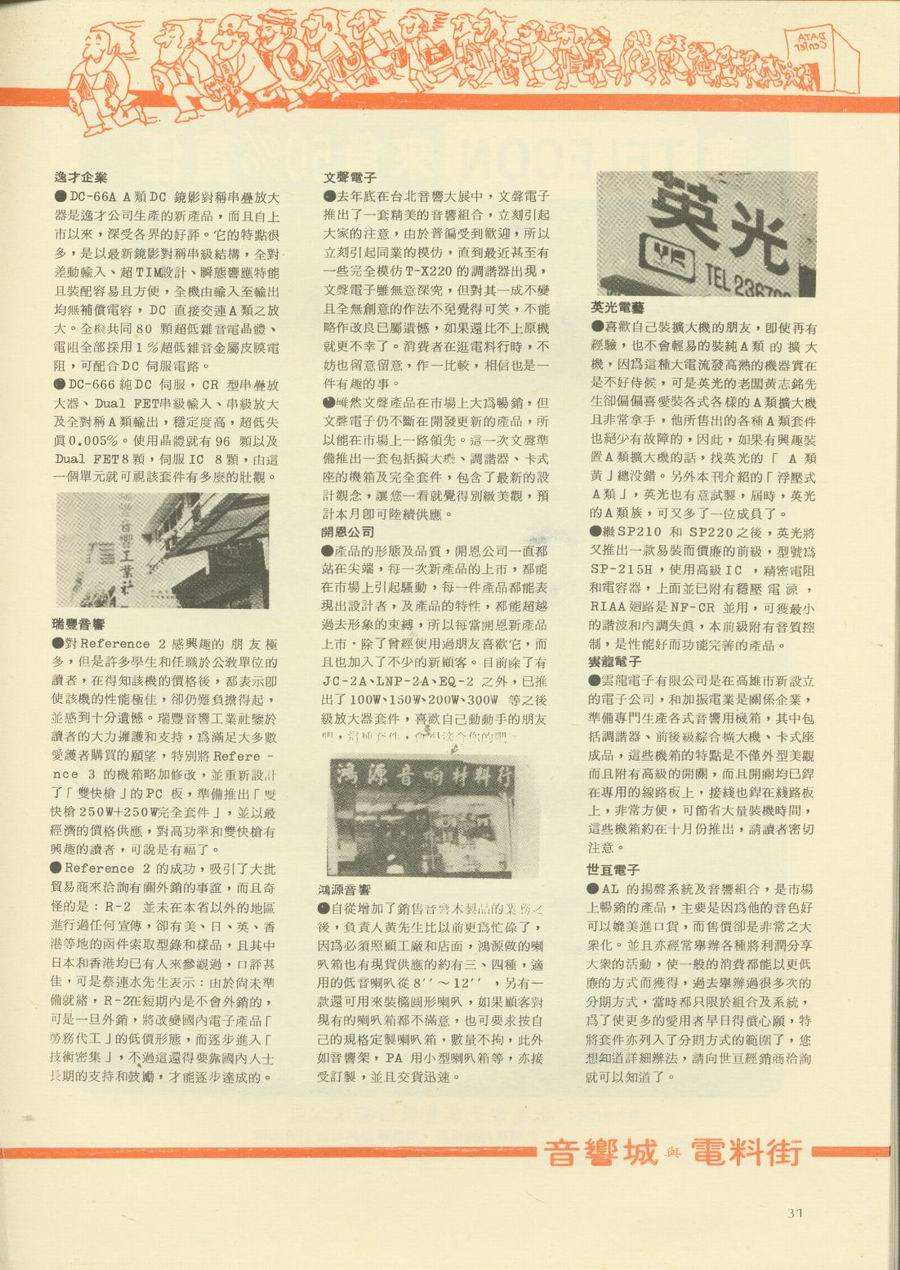 DATA
Center
逸才企業
●DC-66A A類DC 鏡影對稱串叠放大
器是逸才公司生產的新產品，而且自上
市以來，深受各界的好評。它的特點很
多，是以最新鏡影對稱串級結構，全對
差動輸入、超TIM設計、瞬態響應特能
且裝配容易且方便，全機由輸入至輸出
均無補償電容，DC 直接交連A類之放
大。全機共同80 顆超低雜音電晶體、
電阻全部採用1％超低雜音金屬皮膜電
阻，可配合DC 伺服電路。
●DC-666純DC 伺服，CR 型串叠放
大器、Dual FET串級輸入、串級放大
及全對稱A類輸出，穩定度高，超低失
眞0.005%。使用晶體就有96 顆以及
Dual FET8顆，伺服IC 8顆，由這
一個單元就可視該套件有多麼的壯觀。
工業社
瑞豐音響
●對Reference 2感興趣的 朋 友 極
多，但是許多學生和任職於公敎單位的
讀者，在得知該機的價格後，都表示即
使該機的性能極佳，卻仍難負擔得起，
並感到十分遺憾。瑞豐音響工業社鑒於
讀者的大力擁護和支持，爲滿足大多數
愛護者購買的願望，特別將Refere -
nce 3 的機箱略加修改，並重新設計
了「雙快槍」的PC 板，準備推出「雙
快槍250W+250W完全套件」，並以最
經濟的價格供應，對高功率和雙快槍有
興趣的讀者，可說是有福了。
●Reference 2 的成功，吸引了大批
貿易商來洽詢有關外銷的事誼，而且奇
怪的是：R-2 並未在本省以外的地區
進行過任何宣傳，卻有美、日、英、香
港等地的函件索取型錄和樣品，且其中
日本和香港均已有人來參觀過，口評甚
佳，可是蔡連水先生表示：由於尙未準
備就緒，R-2在短期內是不會外銷的，
可是一旦外銷，將改變國內電子產品「
勞務代工」的低價形態，而逐步進入「
技術密集」，不過這還得要靠國內人士
長期的支持和鼓勵，才能逐步達成的。
文聲電子
●去年底在台北音響大展中，文聲電子
推出了一套精美的音響組合，立刻引起
大家的注意，由於普徧受到歡迎，所以
立刻引起同業的模仿，直到最近甚至有
一些完全模仿T-X220的調諧器出現，
文聲電子雖無意深究，但對其一成不變
且全無創意的作法不免覺得可笑，不能
略作改良已屬遺憾，如果還比不上原機
就更不幸了。消費者在逛電料行時，不
妨也留意留意，作一比較，相信也是一
件有趣的事。
●雖然文聲產品在市場上大爲暢銷，但
文聲電子仍不斷在開發更新的產品，所
以能在市場上一路領先。這一次文聲準
備推出一套包括擴大機、調諧器、卡式
座的機箱及完全套件，包含了最新的設
計觀念，讓您一看就覺得別緻美觀，預
計本月卽可陸續供應。
開恩公司
●產品的形態及品質，開恩公司一直都
站在尖端，每一次新產品的上市，都能
在市場上引起騷動，每一件產品都能表
現出設計者，及產品的特性，都能超越
過去形象的束縛，所以每當開恩新產品
上市，除了曾經使用過朋友喜歡它，而
且也加入了不少的新顧客。目前除了有
JC-2A、LNP-2A、EQ-2 之外，已推
出了100W、150W、200W、300W 等之後
級放大器套件，喜歡自己動動手的朋友
鴻源音响材料行
鴻源音響
●自從增加了銷售音響木製品的業務之
後，負責人黃先生比以前更爲忙碌了，
因爲必須照顧工廠和店面，鴻源做的喇
叭箱也有現貨供應的約有三、四種，適
用的低音喇叭從8''～12''，另有一
款還可用來裝橢圓形喇叭，如果顧客對
現有的喇叭箱都不滿意，也可要求按自
己的規格定製喇叭箱，數量不拘，此外
如音響架，PA 用小型喇叭箱等，亦接
受訂製，並且交貨迅速。
英光
TEL 2367
英光電藝
●喜歡自己裝擴大機的朋友，卽使再有
經驗，也不會輕易的裝純A類 的 擴 大
機，因爲這種大電流發高熱的機器實在
是不好侍候，可是英光的老闆黃志銘先
生卻偏偏喜愛裝各式各樣的A類擴大機
且非常拿手，他所售出的各種A類套件
也絕少有故障的，因此，如果有興趣裝
置A類擴大機的話，找英光的「 A 類
黃」總没錯。另外本刊介紹的「浮壓式
A類」，英光也有意試製，屆時，英光
的A類族，可又多了一位成員了。
●繼SP210 和 SP220之後，英光將
又推出一款易裝而價廉的前級，型號爲
SP-215H，使用高級IC ，精密電阻
和電容器，上面並已附有穩壓 電 源，
RIAA廻路是NF-CR 並用，可獲最小
的諧波和內調失眞，本前級附有音質控
制，是性能好而功能完善的產品。
雲龍電子
●雲龍電子有限公司是在高雄市新設立
的電子公司，和加振電業是關係企業，
準備專門生產各式音響用機箱，其中包
括調諧器、前後級綜合擴大機、卡式座
成品，這些機箱的特點是不僅外型美觀
而且附有高級的開關，而且開關均已銲
在專用的線路板上，接綫也銲在綫路板
上，非常方便，可節省大量裝機時間，
這些機箱約在十月份推出，請讀者密切
注意。
世亘電子
●AL 的揚聲系統及音響組合，是市場
上暢銷的產品，主要是因爲他的音色好
可以媲美進口貨，而售價卻是非常之大
衆化。並且亦經常舉辦各種將利潤分享
大衆的活動，使一般的消費都能以更低
廉的方式而獲得，過去舉辦過很多次的
分期方式，當時都只限於組合及系統，
爲了使更多的愛用者早日得償心願，特
將套件亦列入了分期方式的範圍了，您
想知道詳細辦法，請向世亘經銷商洽詢
就可以知道了。
音響城與電料街
31